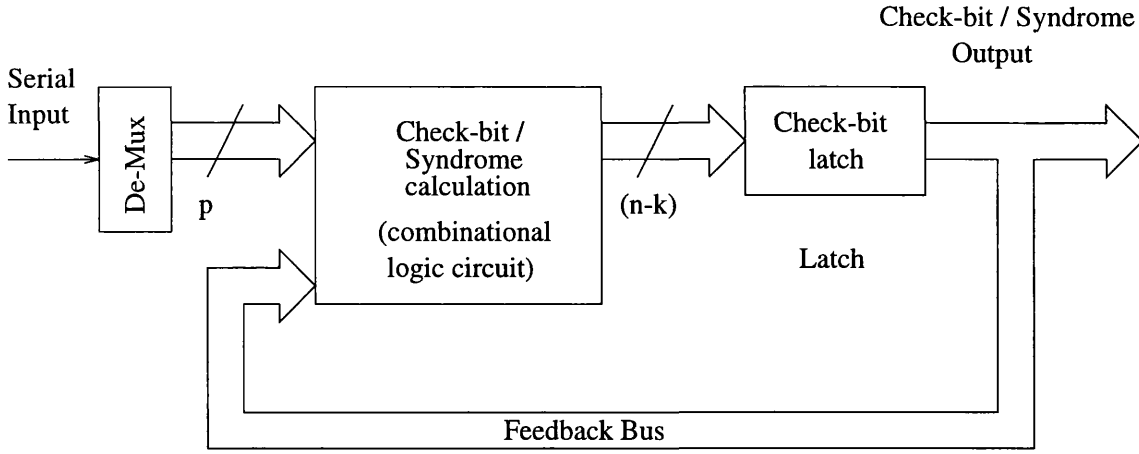 Check-bit / Syndrome
Output
Serial
Input
De-Mux
p
Check-bit /
Syndrome
calculation
(combinational
logic circuit)
(n-k)
Check-bit
latch
Latch
Feedback Bus